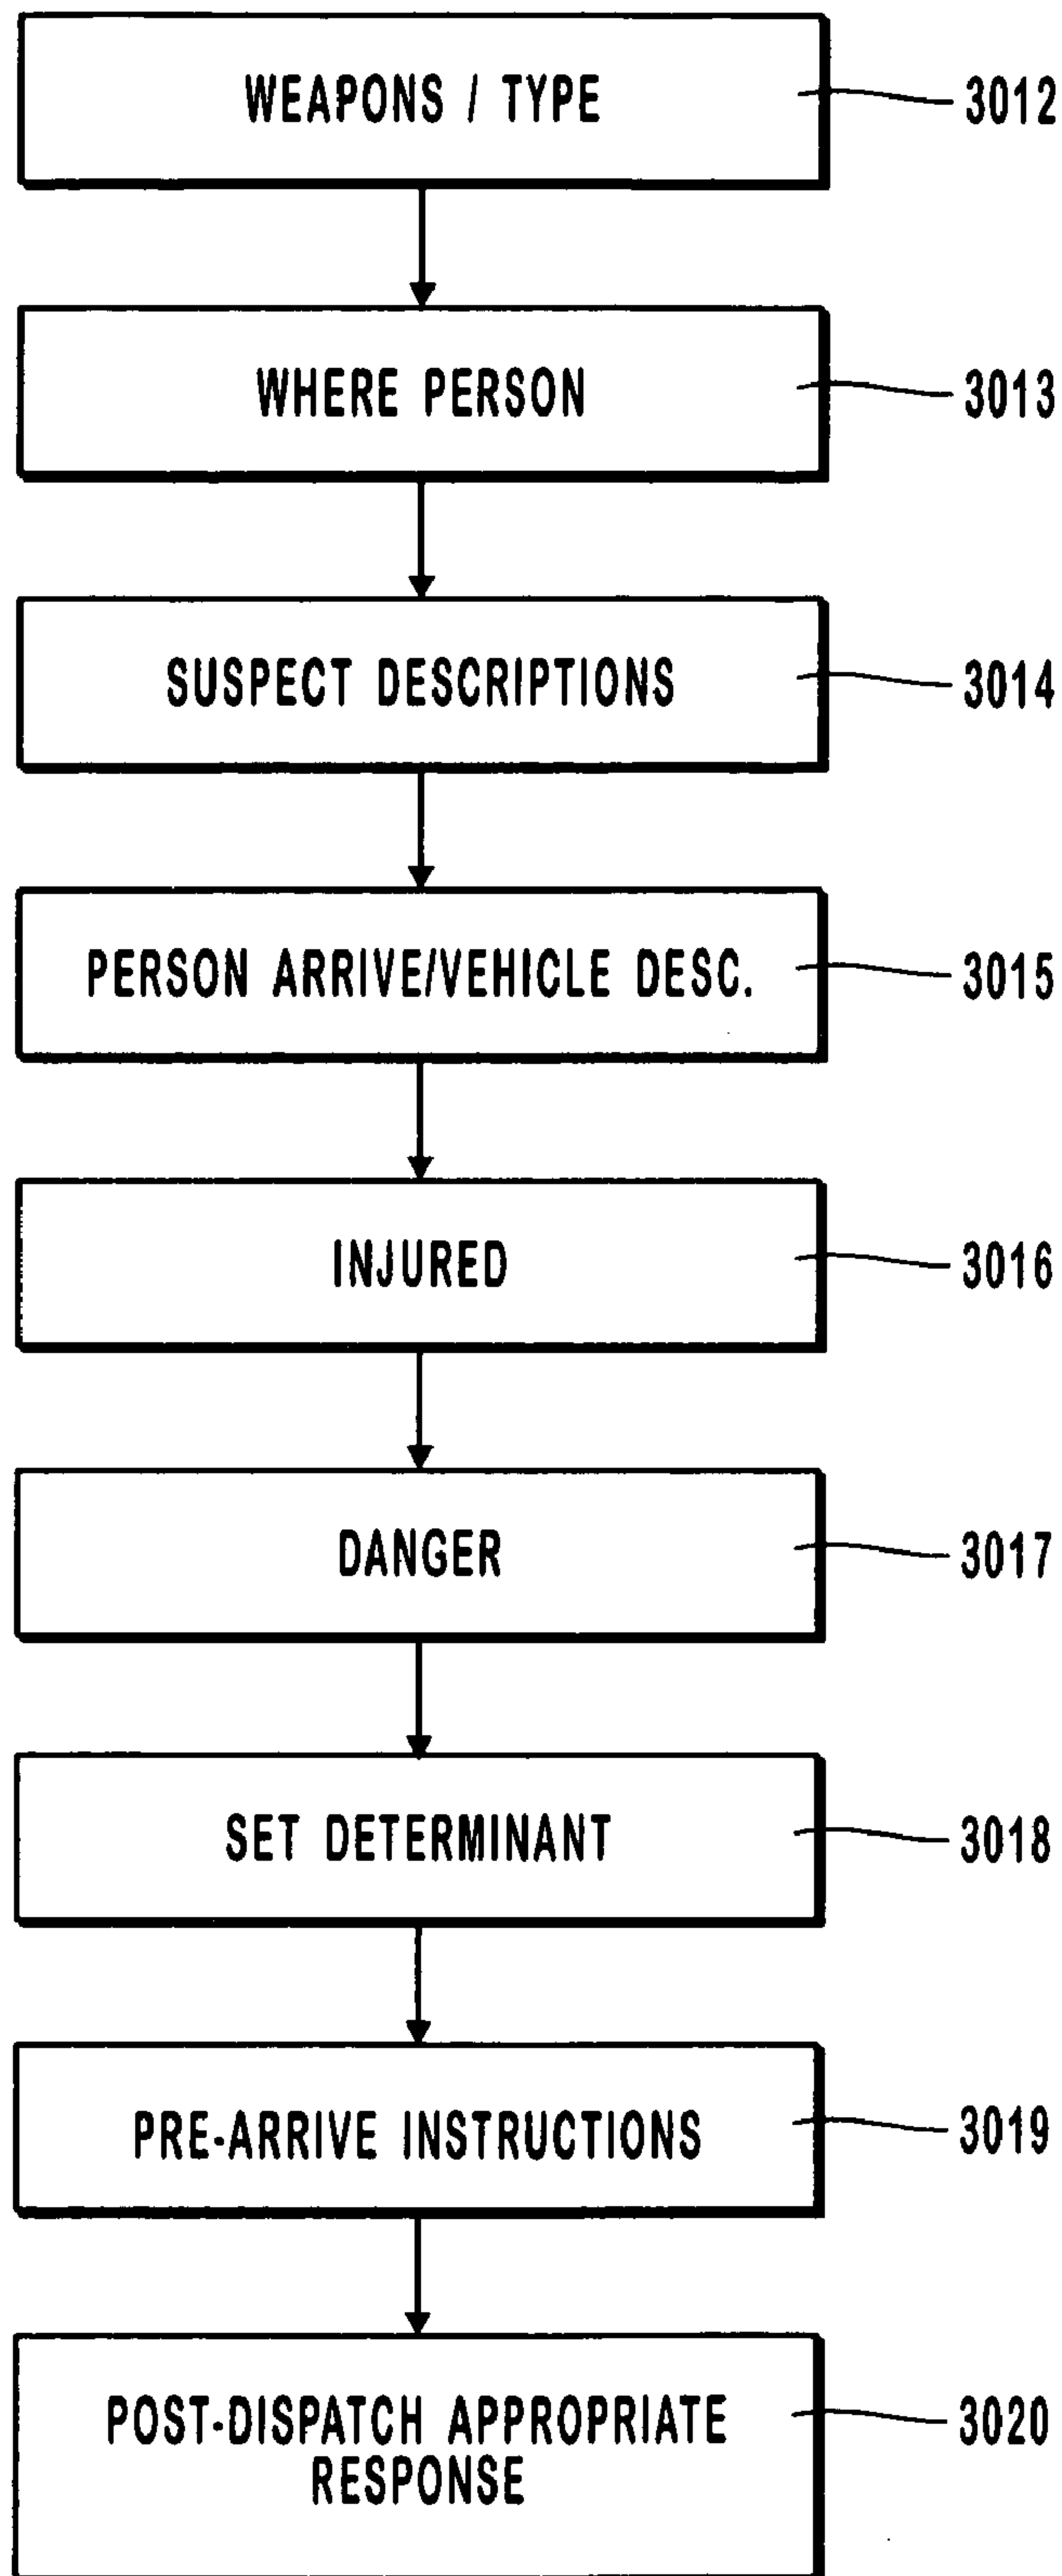 WEAPONS / TYPE
3012
WHERE PERSON
3013
SUSPECT DESCRIPTIONS
3014
PERSON ARRIVE/VEHICLE DESC.
3015
INJURED
3016
DANGER
3017
SET DETERMINANT
3018
PRE-ARRIVE INSTRUCTIONS
3019
POST-DISPATCH APPROPRIATE
RESPONSE
3020